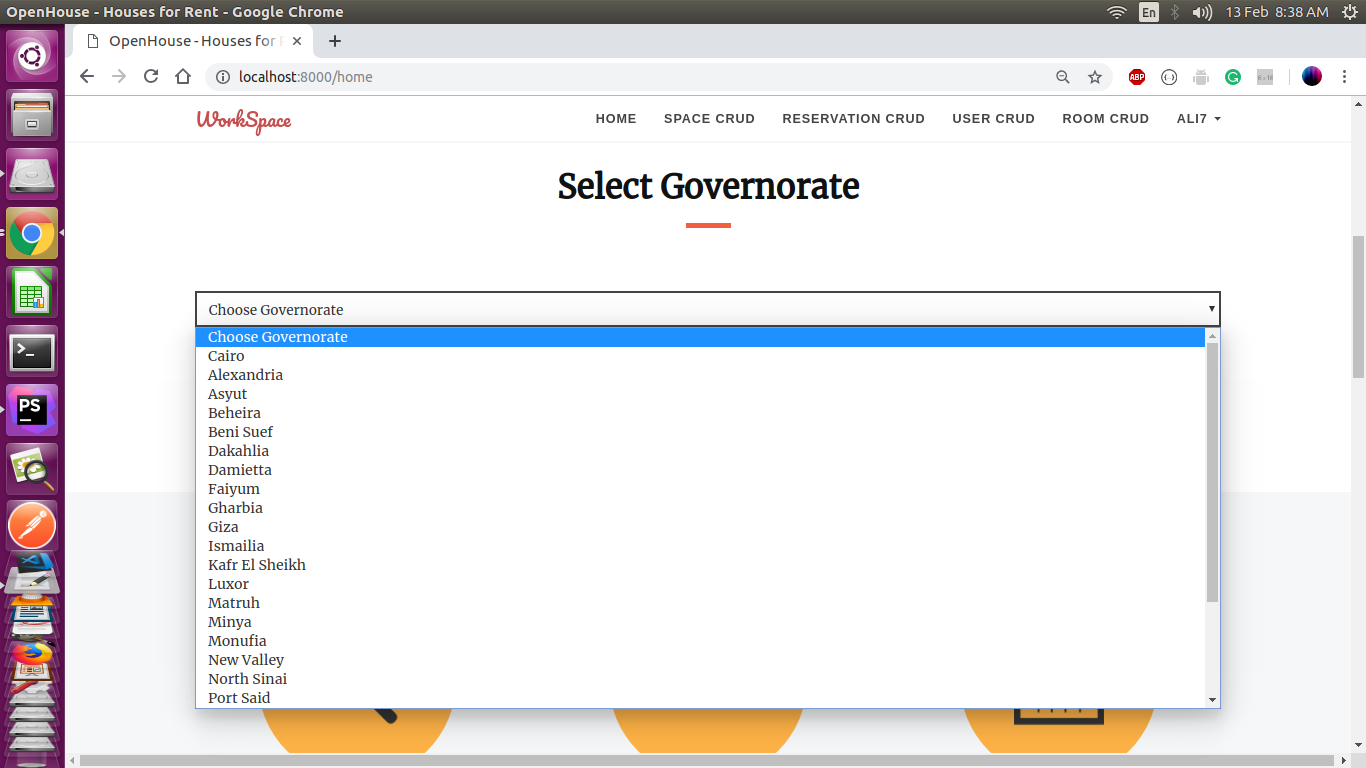 OpenHouse - Houses for Rent - Google Chrome
En
13 Feb 8:38 AM
OpenHouse - Houses for
localhost:8000/home
ABP
WorkSpace
HOME
SPACE CRUD
RESERVATION CRUD
USER CRUD
ROOM CRUD
ALI7
Select Governorate
Choose Governorate
Choose Governorate
Cairo
Alexandria
Asyut
Beheira
Beni Suef
Dakahlia
Damietta
Faiyum
Gharbia
Giza
Ismailia
Kafr El Sheikh
Luxor
Matruh
Minya
Monufia
New Valley
North Sinai
Port Said
PS